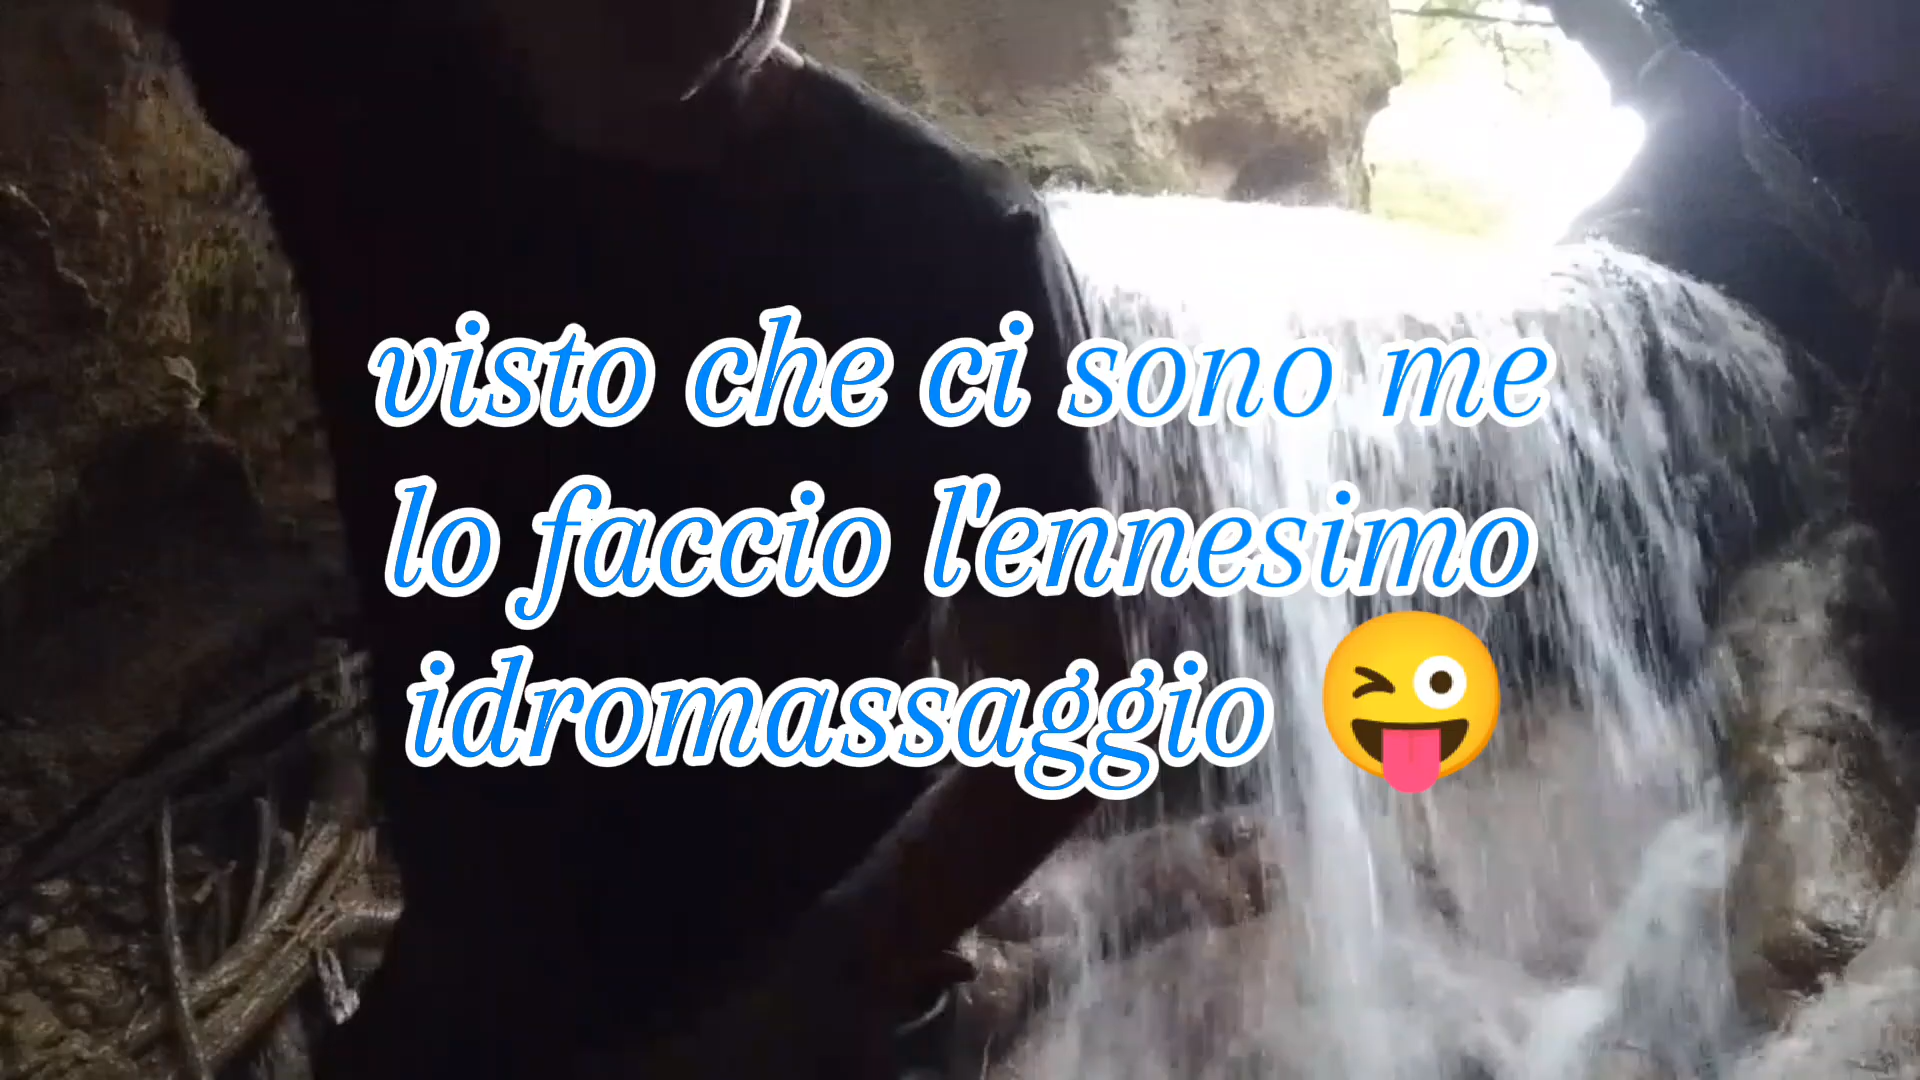 visto che ci sono me
lo faccio l'ennesimo
idromassaggio 😜